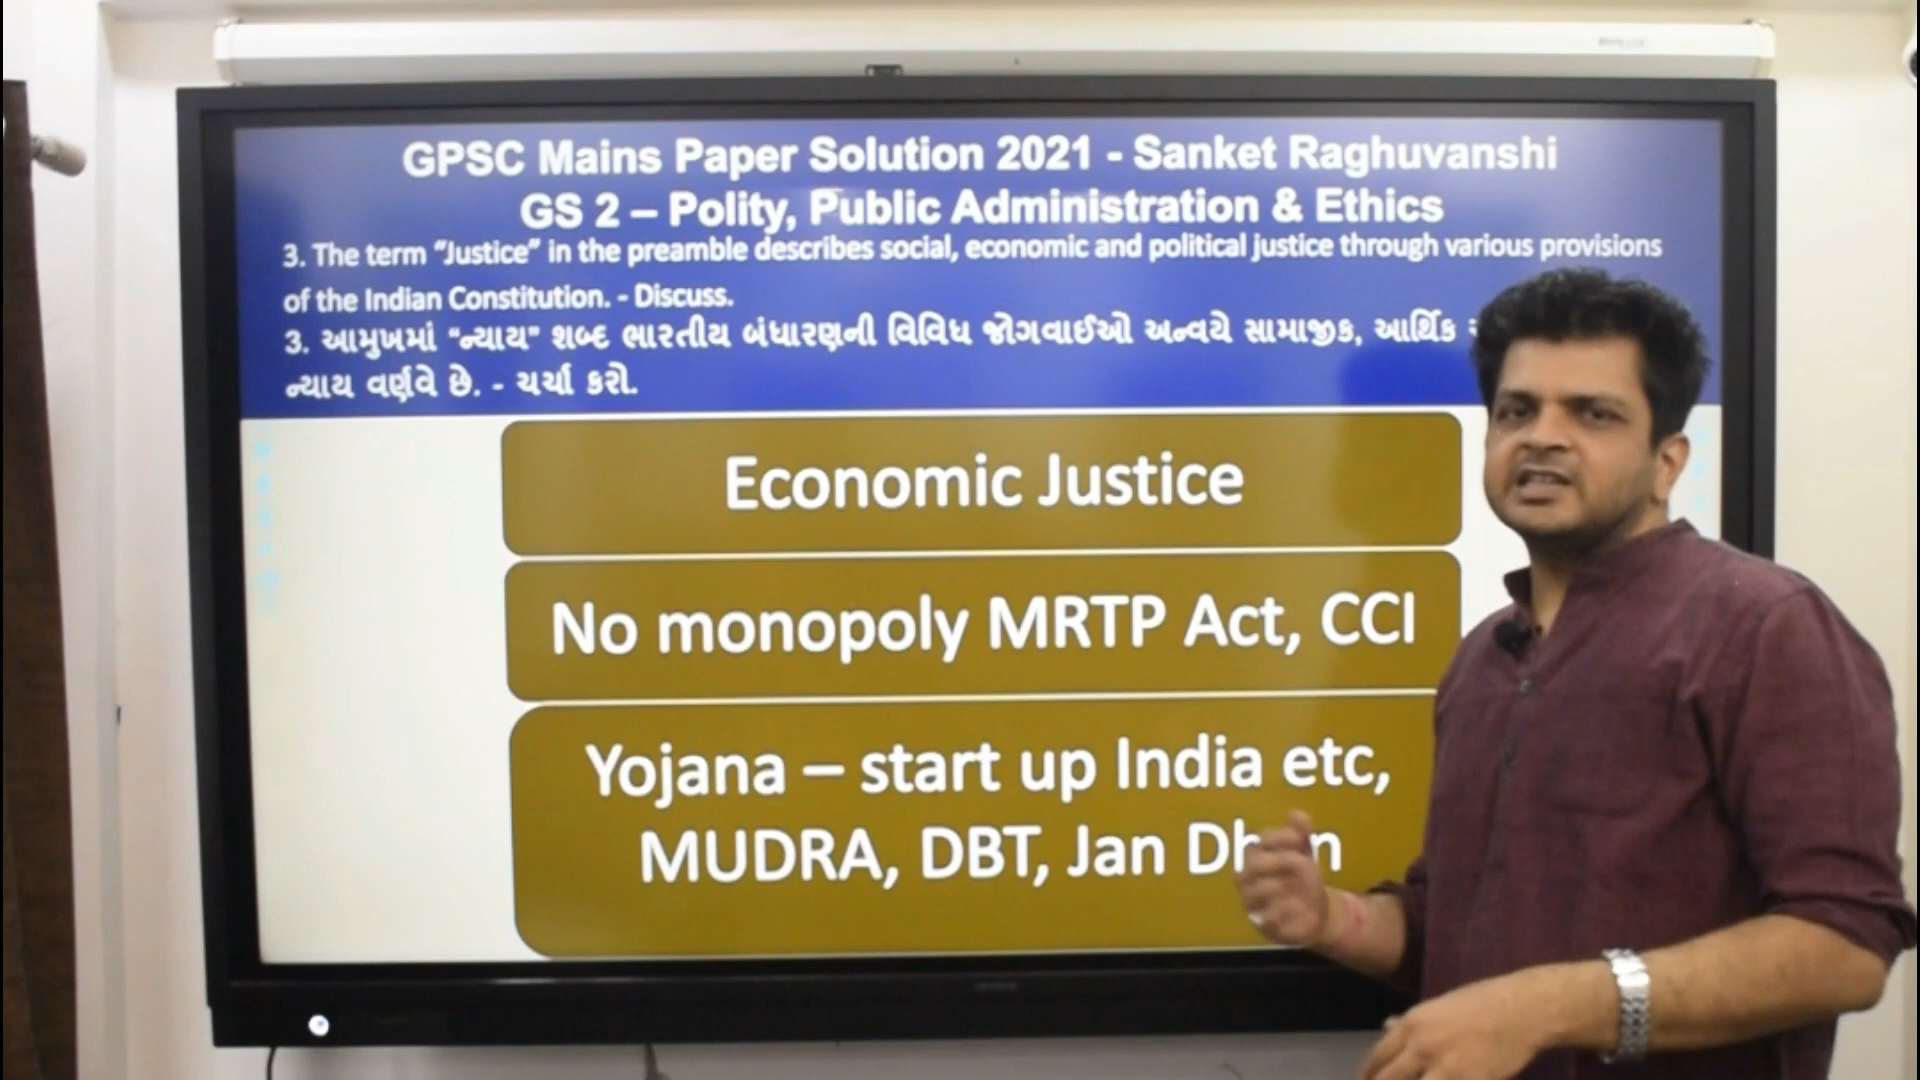 GPSC Mains Paper Solution 2021 - Sanket Raghuvanshi
GS 2 – Polity, Public Administration & Ethics
3. The term “Justice” in the preamble describes social, economic and political justice through various provisions
of the Indian Constitution. - Discuss.
3. આમુખમાં “ન્યાય” શબ્દ ભારતીય બંધારણની વિવિધ જોગવાઈઓ અન્વયે સામાજીક, આર્થિક
ન્યાય વર્ણવે છે. - ચર્ચા કરો.
Economic Justice
No monopoly MRTP Act, CCI
Yojana – start up India etc,
MUDRA, DBT, Jan Dhan